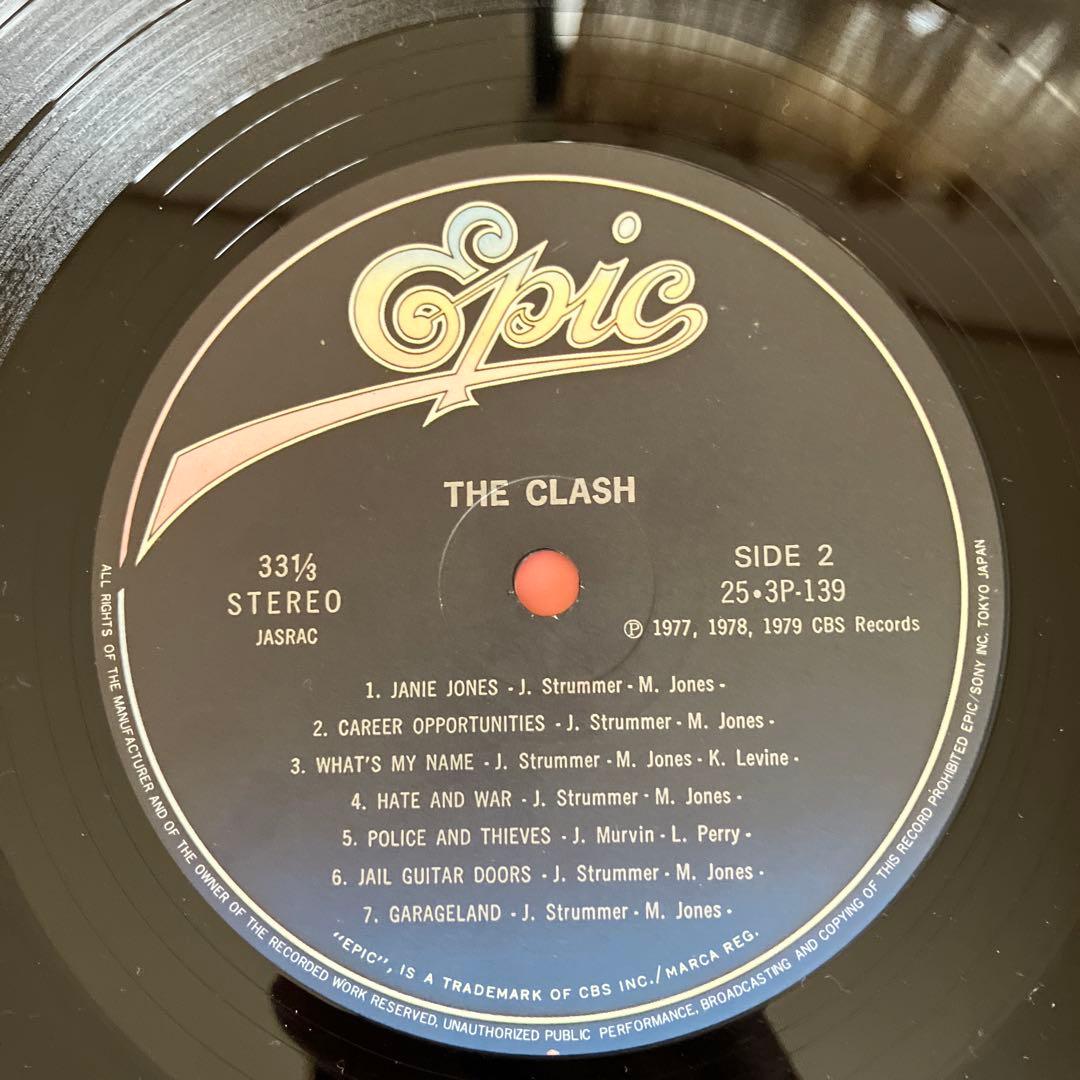 Epic
THE CLASH
33⅓
STEREO
JASRAC
SIDE 2
25•3P-139
Ⓟ 1977, 1978, 1979 CBS Records
1. JANIE JONES - J. Strummer - M. Jones -
2. CAREER OPPORTUNITIES - J. Strummer - M. Jones -
3. WHAT'S MY NAME - J. Strummer - M. Jones - K. Levine -
4. HATE AND WAR - J. Strummer - M. Jones -
5. POLICE AND THIEVES - J. Murvin - L. Perry -
6. JAIL GUITAR DOORS - J. Strummer - M. Jones -
7. GARAGELAND - J. Strummer - M. Jones -
"EPIC", IS A TRADEMARK OF CBS INC./MARCA REG.
ALL RIGHTS OF THE MANUFACTURER AND OF THE OWNER OF THE RECORDED WORK RESERVED, UNAUTHORIZED PUBLIC PERFORMANCE, BROADCASTING AND COPYING OF THIS RECORD PROHIBITED EPIC/SONY INC. TOKYO JAPAN